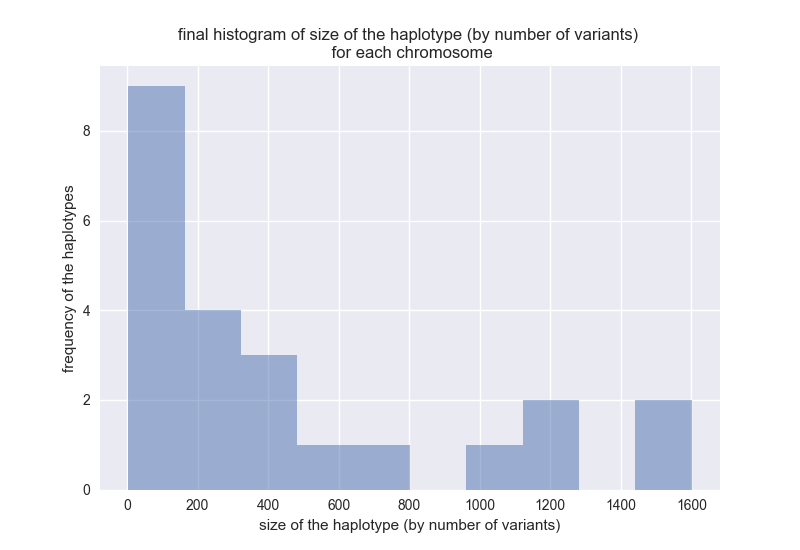 final histogram of size of the haplotype (by number of variants)
for each chromosome
frequency of the haplotypes
8
6
4
2
0
0 200 400 600 800 1000 1200 1400 1600
size of the haplotype (by number of variants)